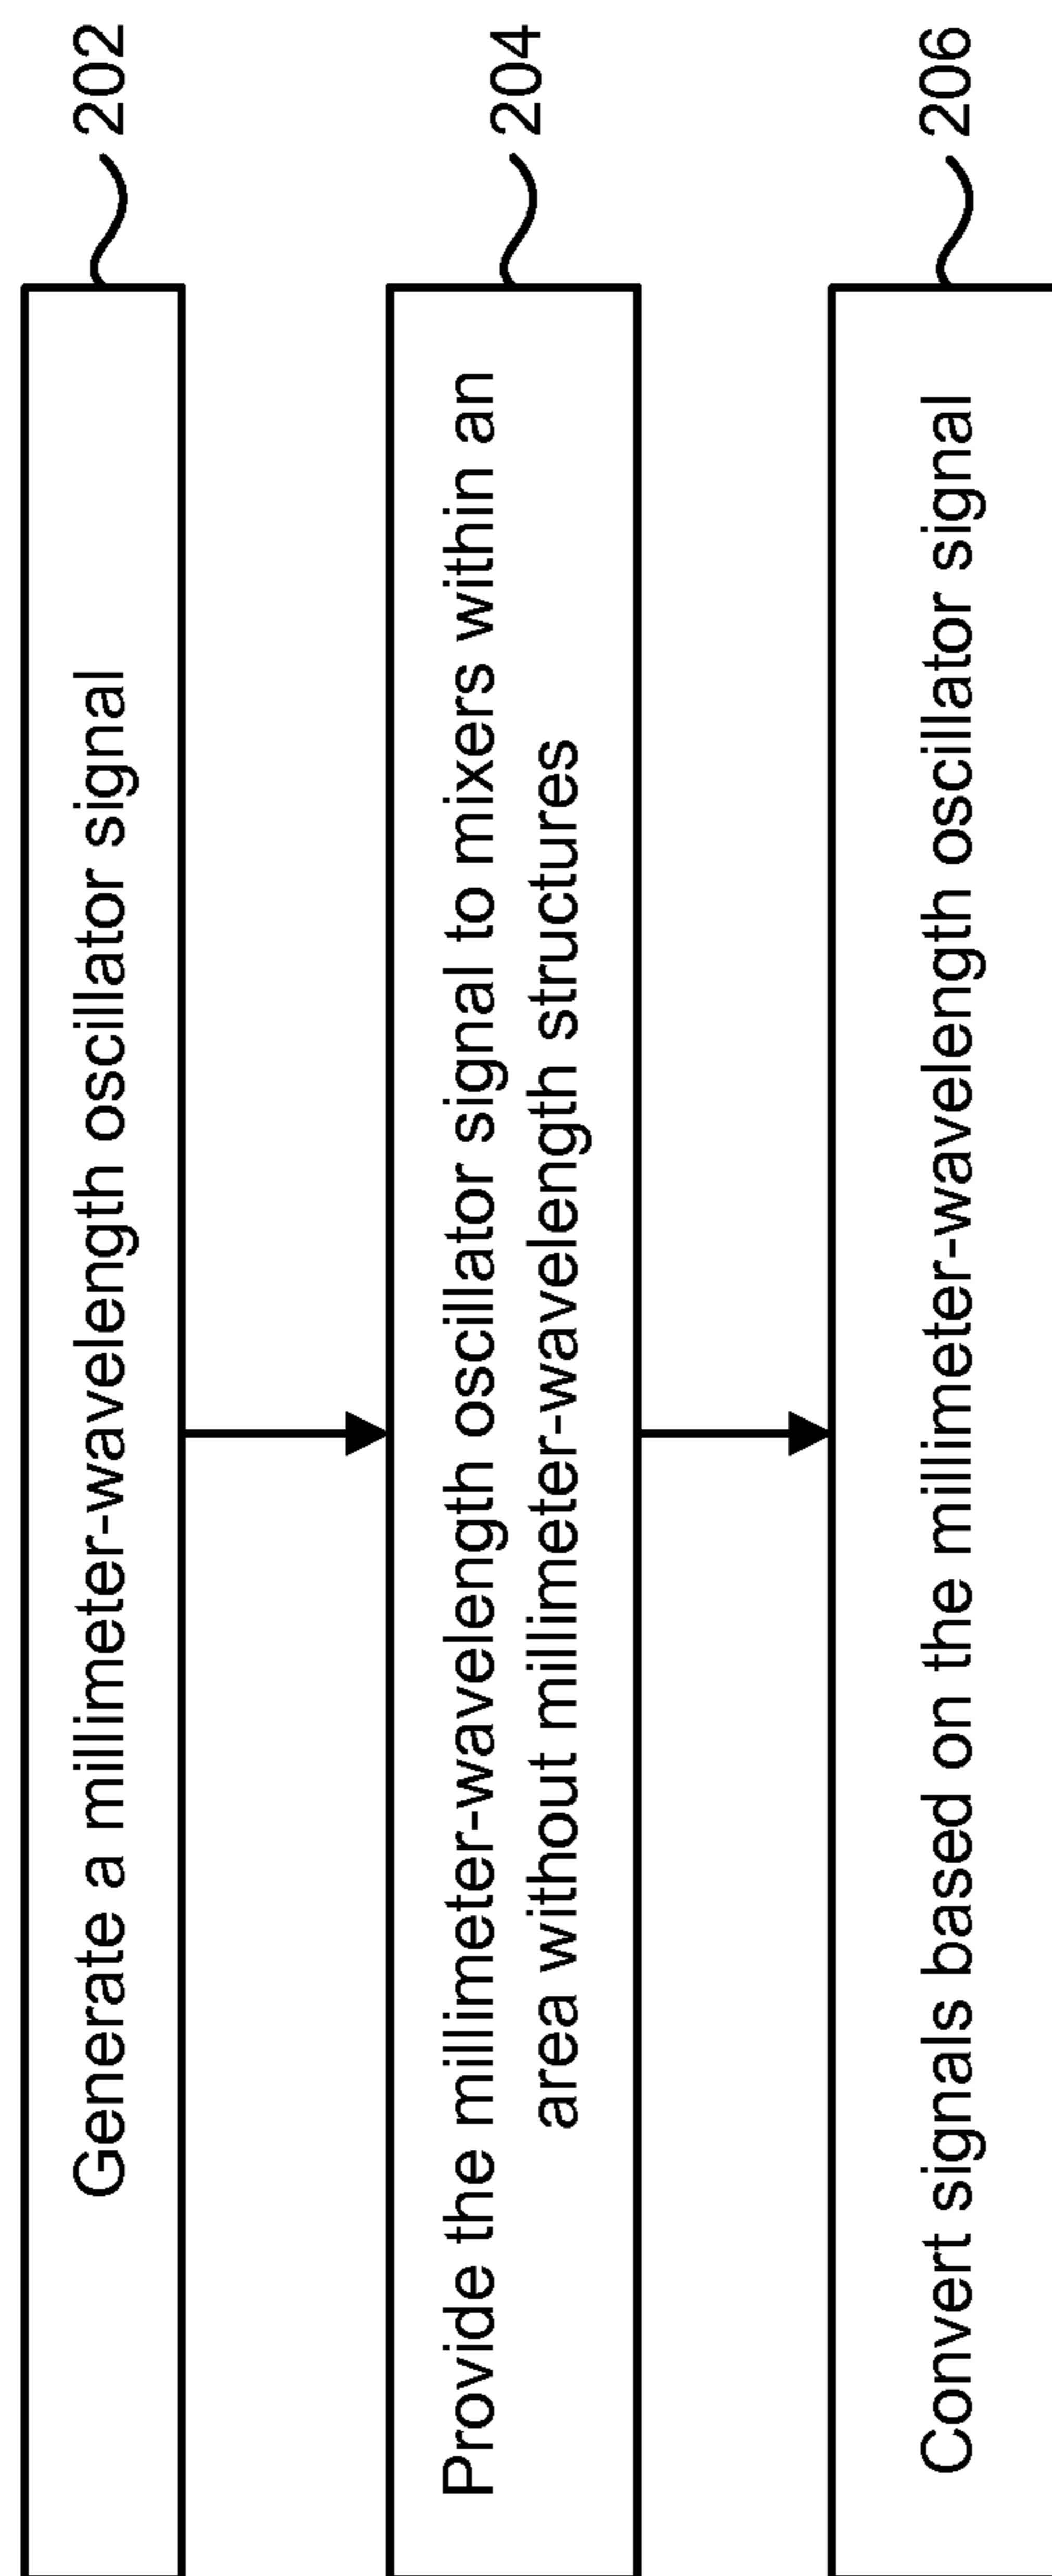 Generate a millimeter-wavelength oscillator signal
202
Provide the millimeter-wavelength oscillator signal to mixers within an
area without millimeter-wavelength structures
204
Convert signals based on the millimeter-wavelength oscillator signal
206